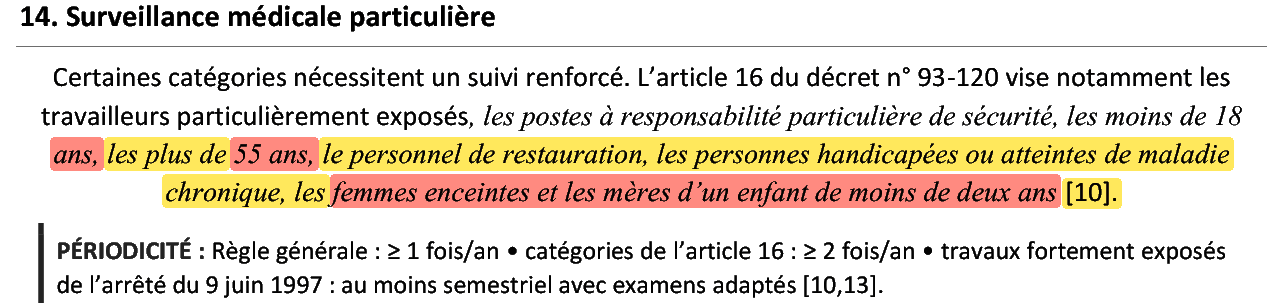 14. Surveillance médicale particulière
Certaines catégories nécessitent un suivi renforcé. L’article 16 du décret n° 93-120 vise notamment les
travailleurs particulièrement exposés, les postes à responsabilité particulière de sécurité, les moins de 18
ans, les plus de 55 ans, le personnel de restauration, les personnes handicapées ou atteintes de maladie
chronique, les femmes enceintes et les mères d’un enfant de moins de deux ans [10].
PÉRIODICITÉ : Règle générale : ≥ 1 fois/an • catégories de l’article 16 : ≥ 2 fois/an • travaux fortement exposés
de l’arrêté du 9 juin 1997 : au moins semestriel avec examens adaptés [10,13].